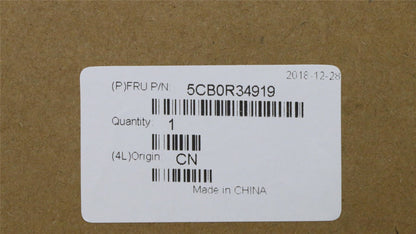 2018-12-28
(P)FRU P/N: 5CB0R34919
Quantity 1
(4L)Origin: CN
Made in CHINA